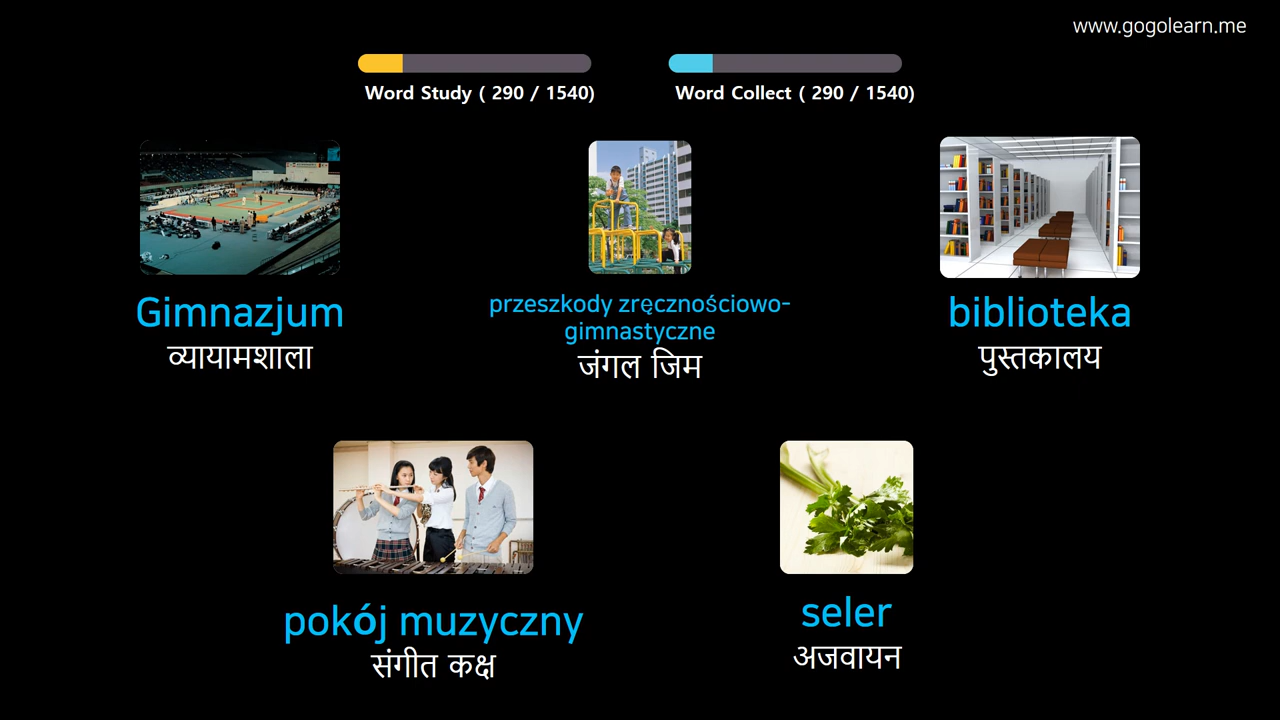 www.gogolearn.me
Word Study ( 290 / 1540)
Word Collect ( 290 / 1540)
Gimnazjum
व्यायामशाला
przeszkody zręcznościowo-
gimnastyczne
जंगल जिम
biblioteka
पुस्तकालय
pokój muzyczny
संगीत कक्ष
seler
अजवायन